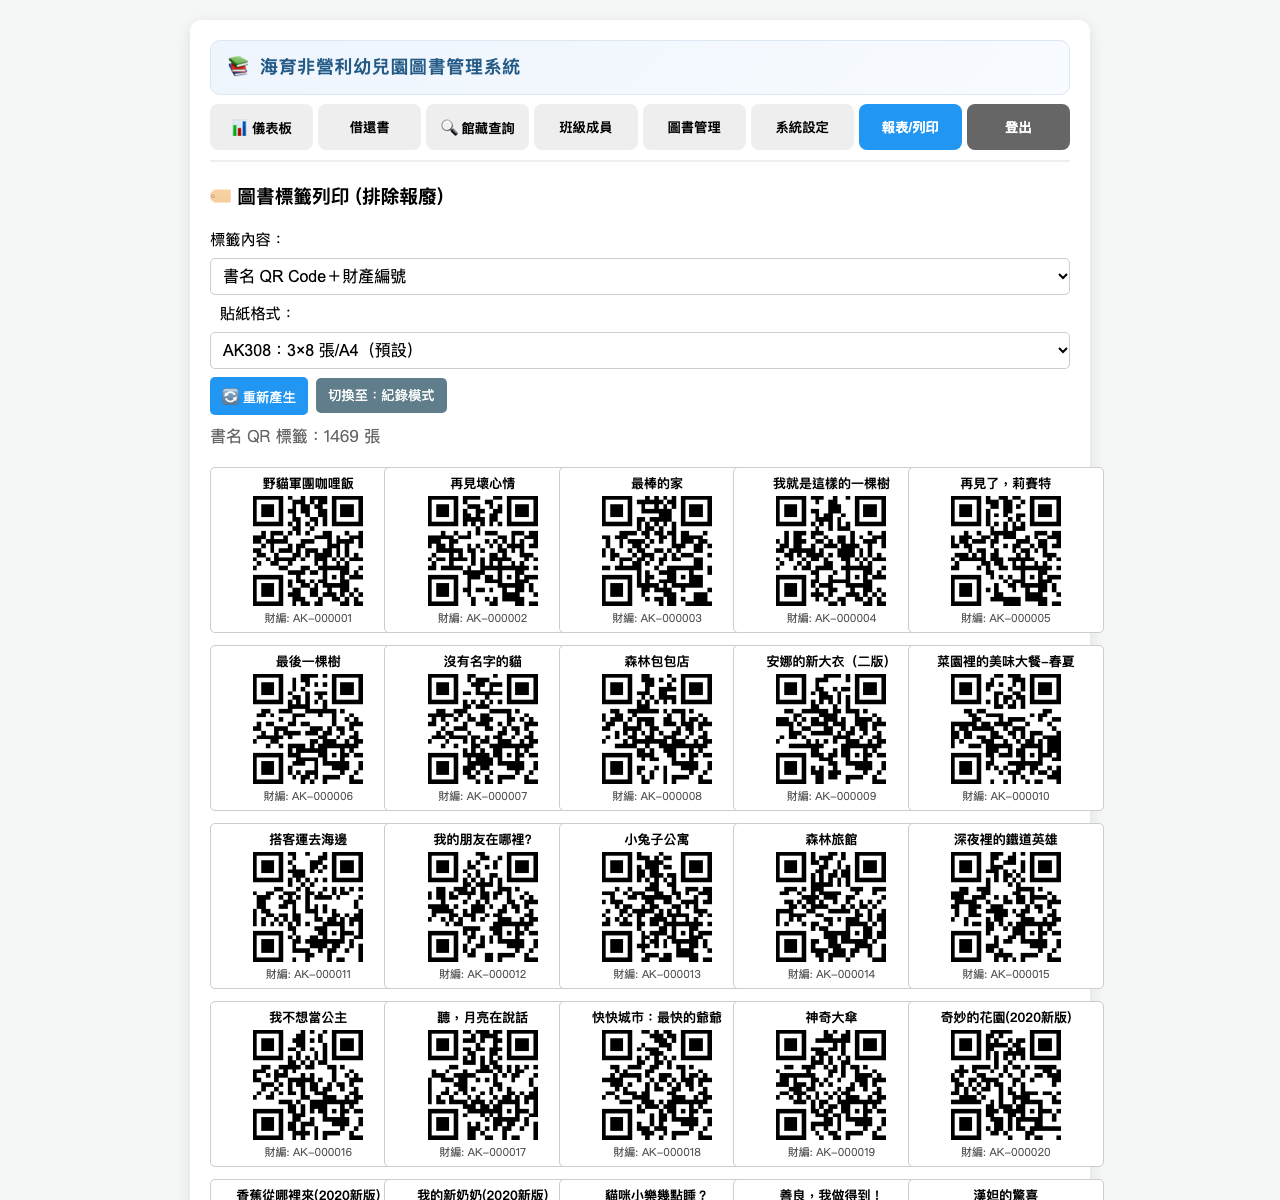 海育非營利幼兒園圖書管理系統
儀表板 借還書 館藏查詢 班級成員 圖書管理 系統設定 報表/列印 登出
圖書標籤列印 (排除報廢)
標籤內容：
書名 QR Code＋財產編號
貼紙格式：
AK308：3×8 張/A4（預設）
重新產生 切換至：紀錄模式
書名 QR 標籤：1469 張
野貓軍團咖哩飯 再見壞心情 最棒的家 我就是這樣的一棵樹 再見了，莉賽特
財編: AK-000001 財編: AK-000002 財編: AK-000003 財編: AK-000004 財編: AK-000005
最後一棵樹 沒有名字的貓 森林包包店 安娜的新大衣（二版） 菜園裡的美味大餐-春夏
財編: AK-000006 財編: AK-000007 財編: AK-000008 財編: AK-000009 財編: AK-000010
搭客運去海邊 我的朋友在哪裡? 小兔子公寓 森林旅館 深夜裡的鐵道英雄
財編: AK-000011 財編: AK-000012 財編: AK-000013 財編: AK-000014 財編: AK-000015
我不想當公主 聽，月亮在說話 快快城市：最快的爺爺 神奇大傘 奇妙的花園(2020新版)
財編: AK-000016 財編: AK-000017 財編: AK-000018 財編: AK-000019 財編: AK-000020
香蕉從哪裡來(2020新版) 我的新奶奶(2020新版) 貓咪小樂幾點睡？ 善良，我做得到！ 漢妲的驚喜